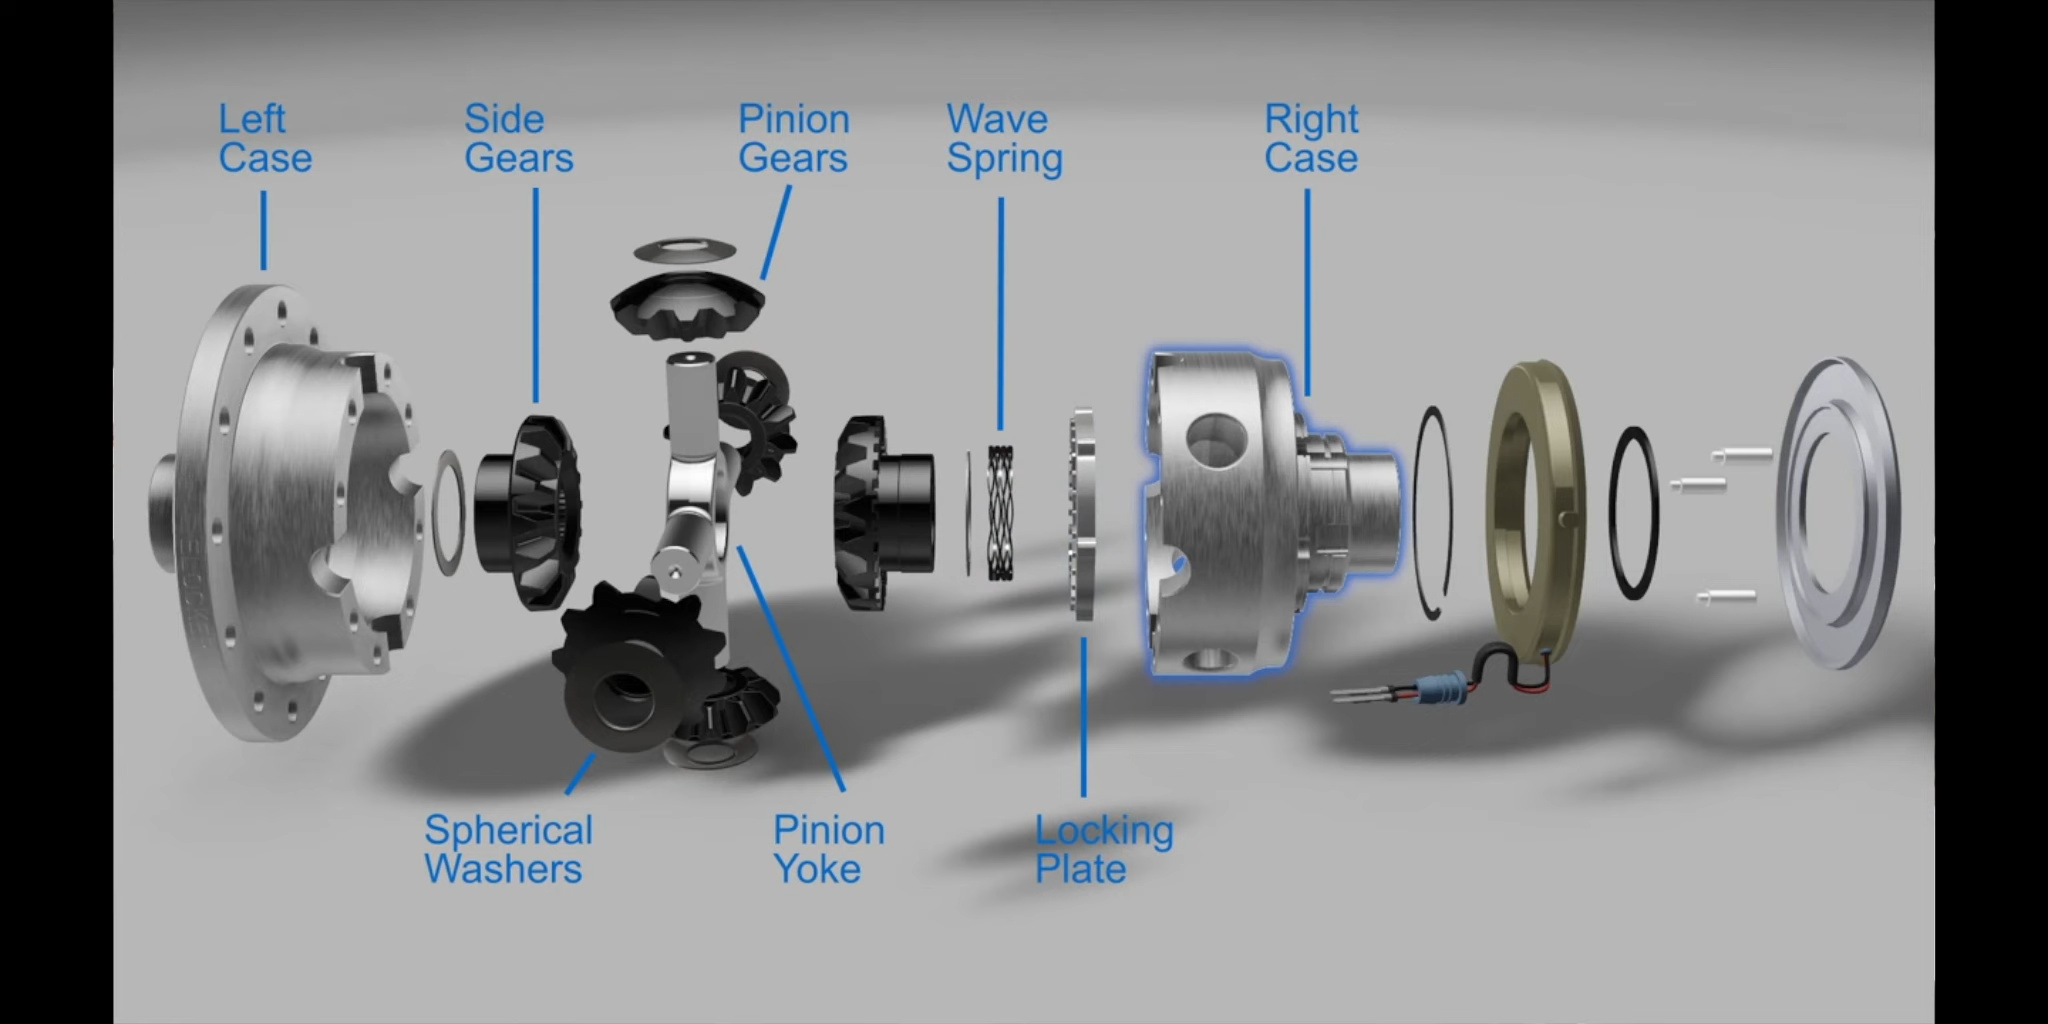 Left
Case
Side
Gears
Pinion
Gears
Wave
Spring
Right
Case
Spherical
Washers
Pinion
Yoke
Locking
Plate